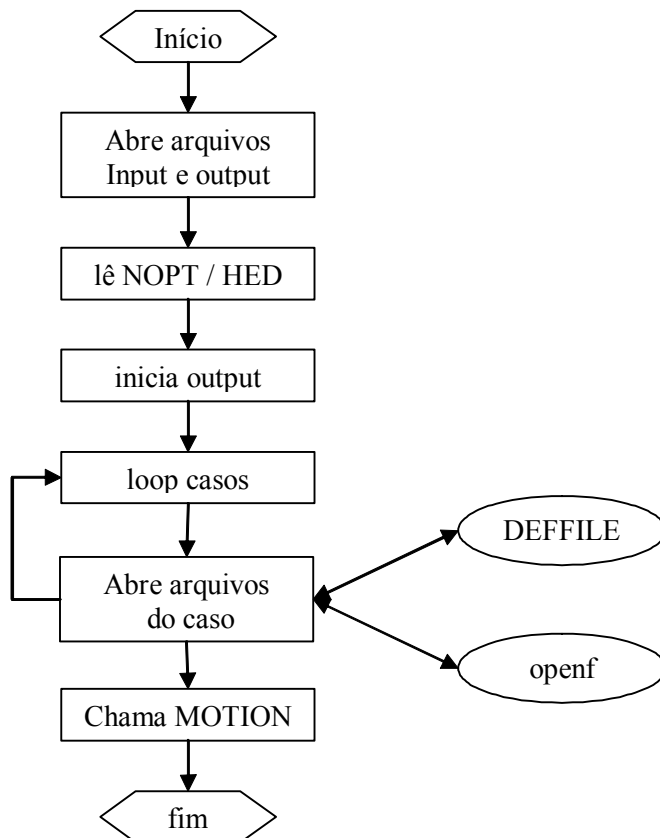 Início
Abre arquivos
Input e output
lê NOPT / HED
inicia output
loop casos
DEFFILE
Abre arquivos
do caso
openf
Chama MOTION
fim